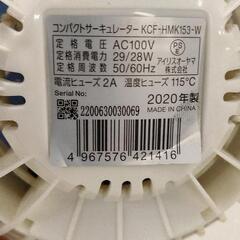 コンパクトサーキュレーター KCF-HMK153-W
定格電圧 AC100V
定格消費電力 29/28W
定格周波数 50/60Hz
PSE
アイリスオーヤマ
株式会社
電流ヒューズ 2A 温度ヒューズ 115℃
Serial No.:
2020年製
2200630030069
MADE IN CHINA
4 967576 421416